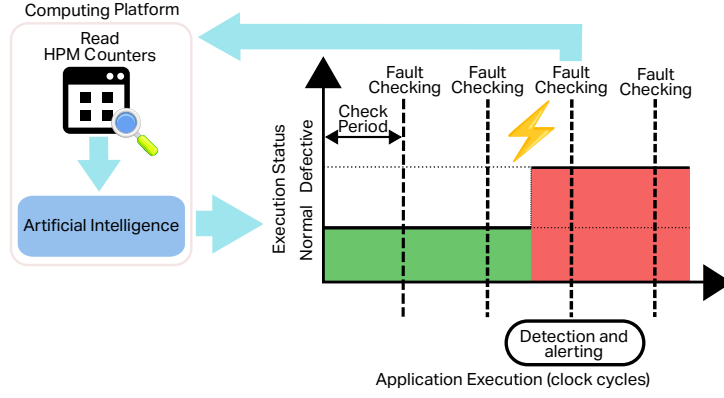 Computing Platform
Read
HPM Counters
Artificial Intelligence
Fault
Checking
Fault
Checking
Fault
Checking
Fault
Checking
Check
Period
Execution Status
Normal Defective
Detection and
alerting
Application Execution (clock cycles)